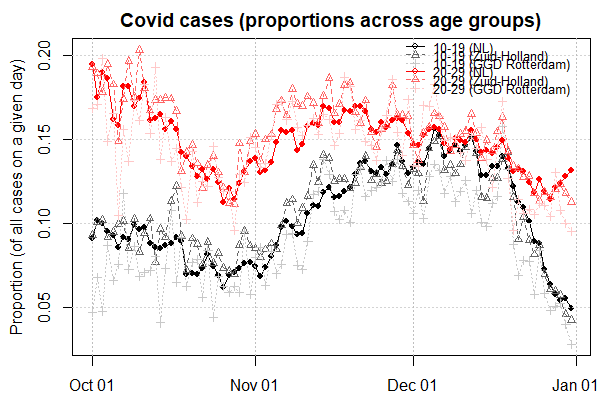 Covid cases (proportions across age groups)
Proportion (of all cases on a given day)
0.20
0.15
0.10
0.05
10-19 (NL)
10-19 (Zuid-Holland)
10-19 (GGD Rotterdam)
20-29 (NL)
20-29 (Zuid-Holland)
20-29 (GGD Rotterdam)
Oct 01
Nov 01
Dec 01
Jan 01